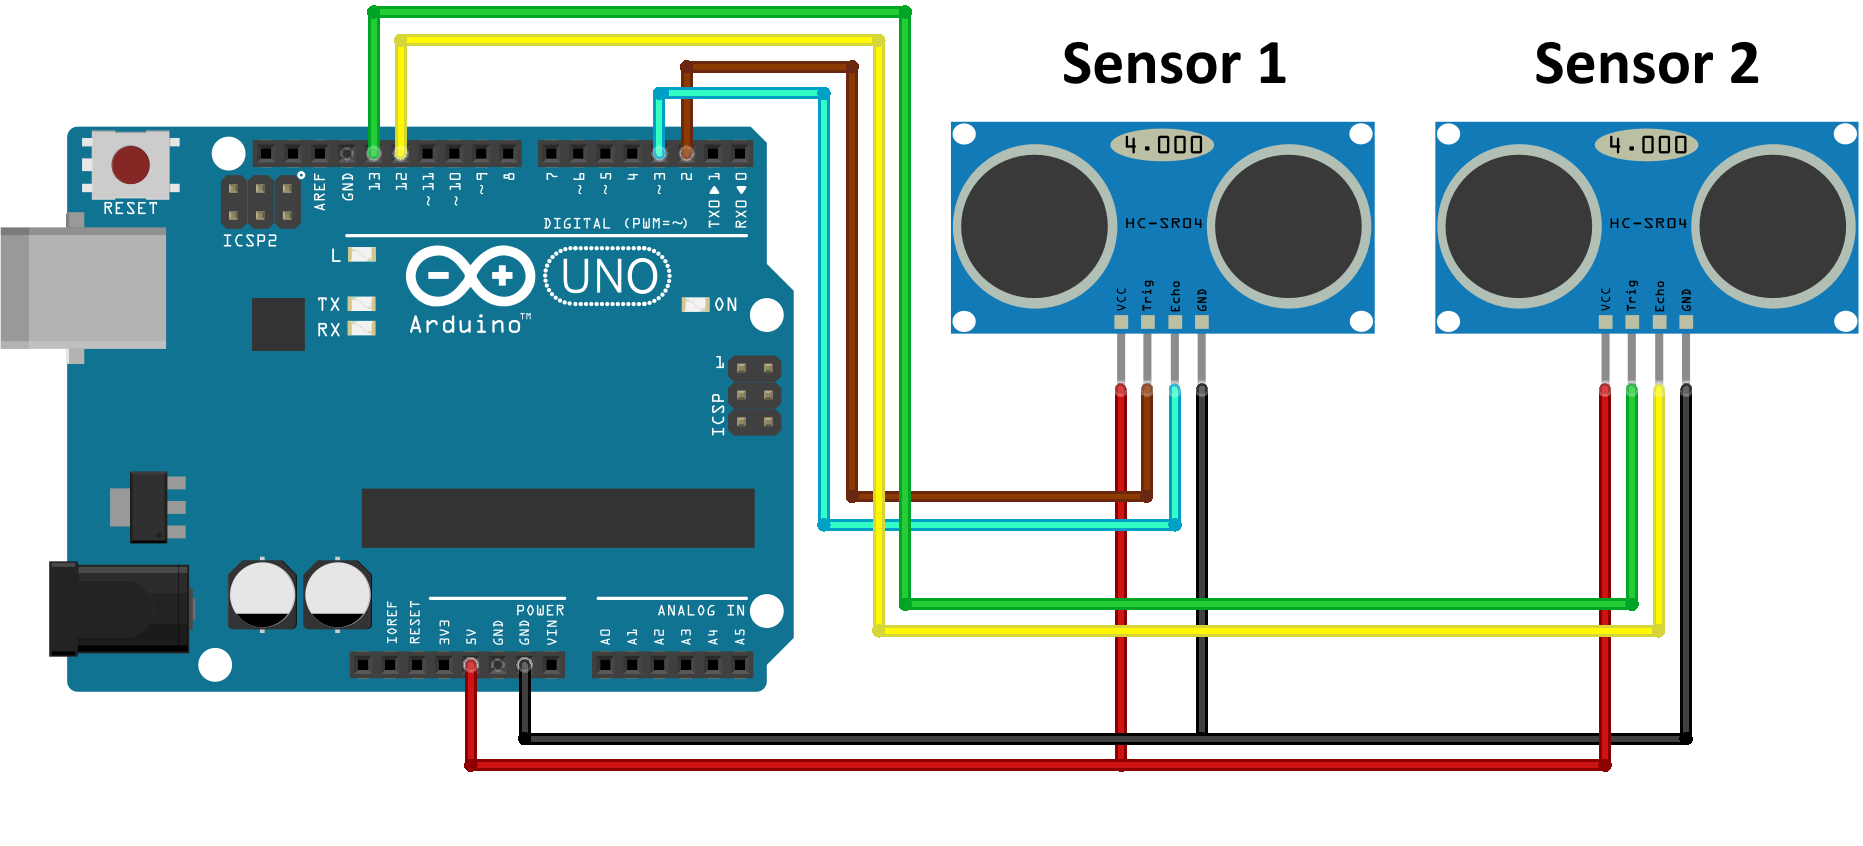 Sensor 1
Sensor 2
4.000
HC-SR04
VCC
Trig
Echo
GND
4.000
HC-SR04
VCC
Trig
Echo
GND
RESET
ICSP2
AREF
GND
13
12
~11
~10
~9
8
7
~6
~5
4
~3
2
TX0▶1
RX0◀0
DIGITAL (PWM=~)
L
TX
RX
UNO
Arduino™
ON
1
ICSP
POWER
ANALOG IN
IOREF
RESET
3V3
5V
GND
GND
VIN
A0
A1
A2
A3
A4
A5